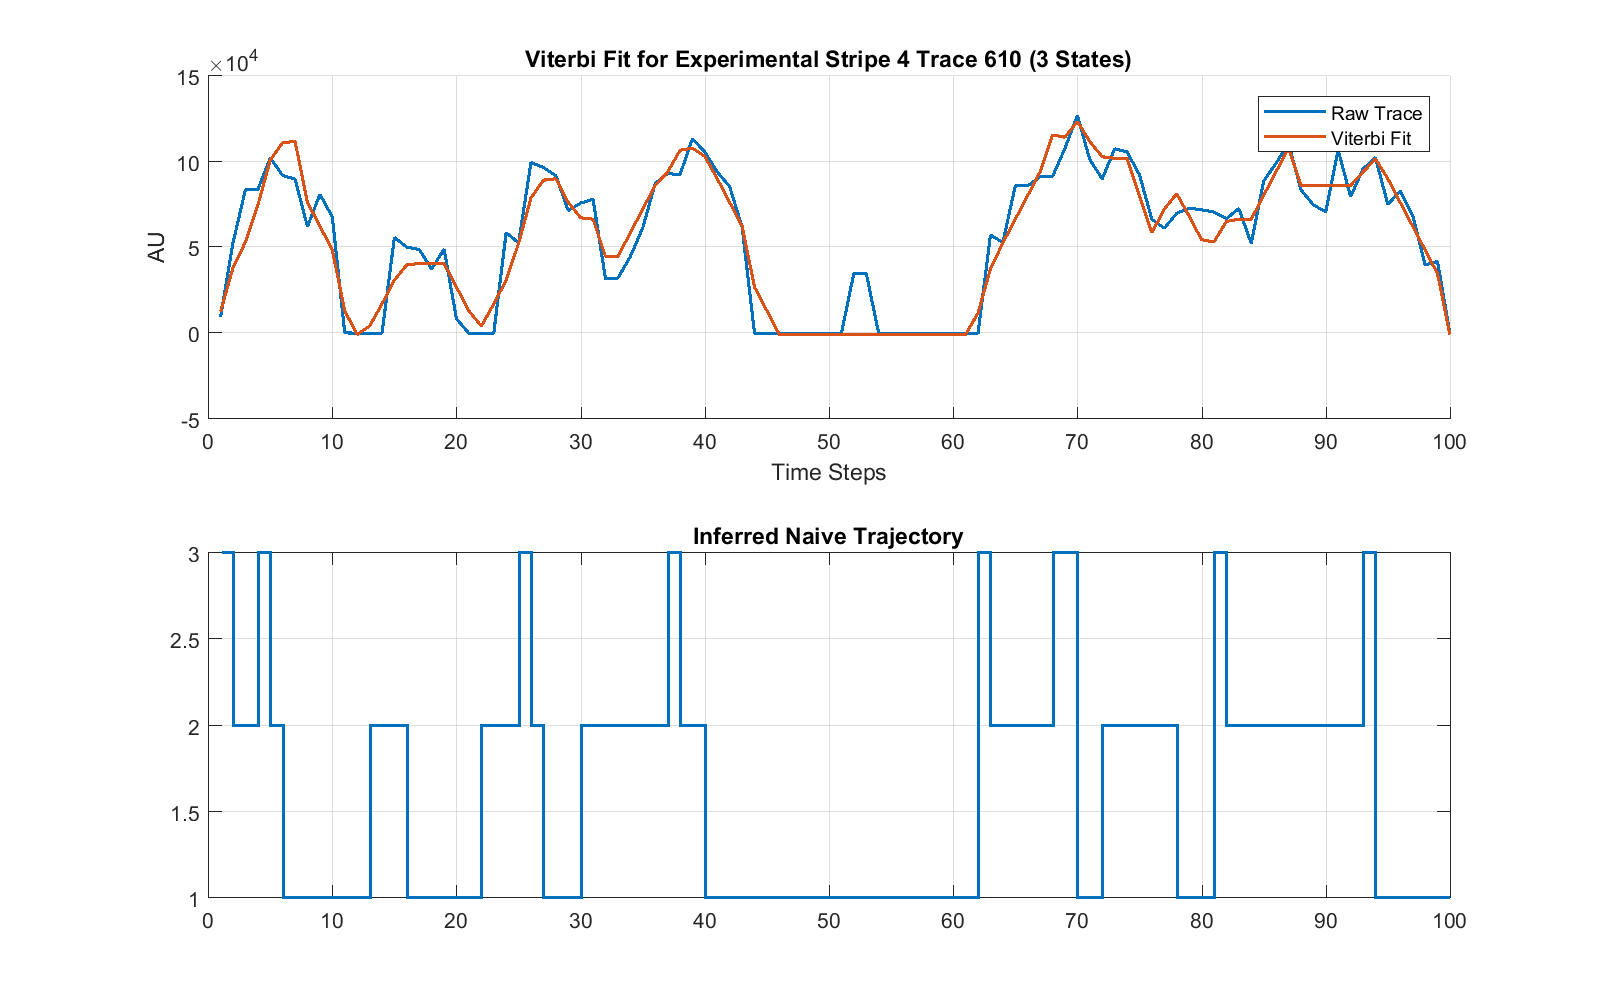 Viterbi Fit for Experimental Stripe 4 Trace 610 (3 States)
×10⁴
15
10
5
0
-5
AU
Raw Trace
Viterbi Fit
0 10 20 30 40 50 60 70 80 90 100
Time Steps
Inferred Naive Trajectory
3
2.5
2
1.5
1
0 10 20 30 40 50 60 70 80 90 100